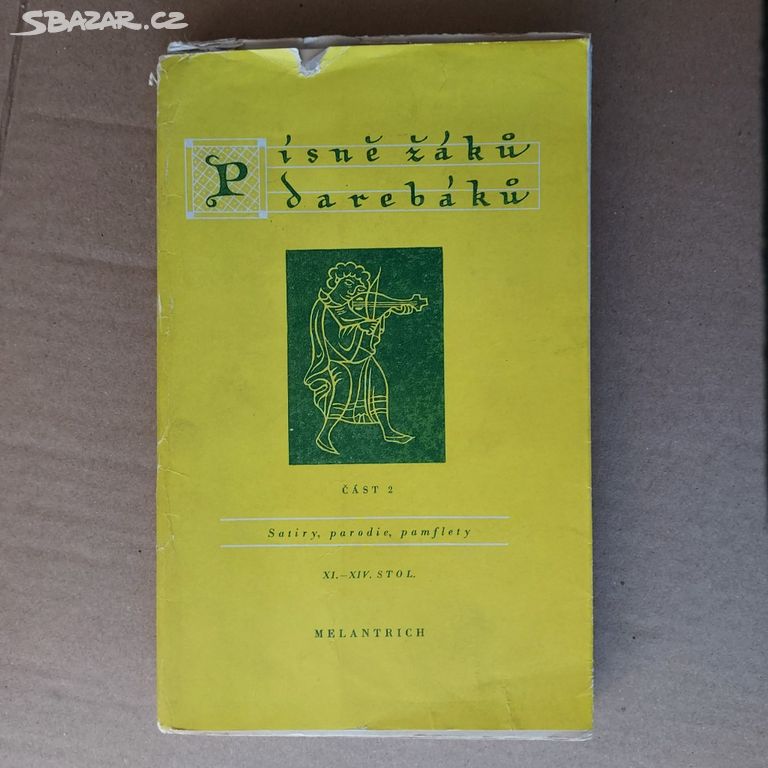 SBAZAR.CZ
Písně žáků
darebáků
ČÁST 2
Satiry, parodie, pamflety
XI.–XIV. STOL.
MELANTRICH